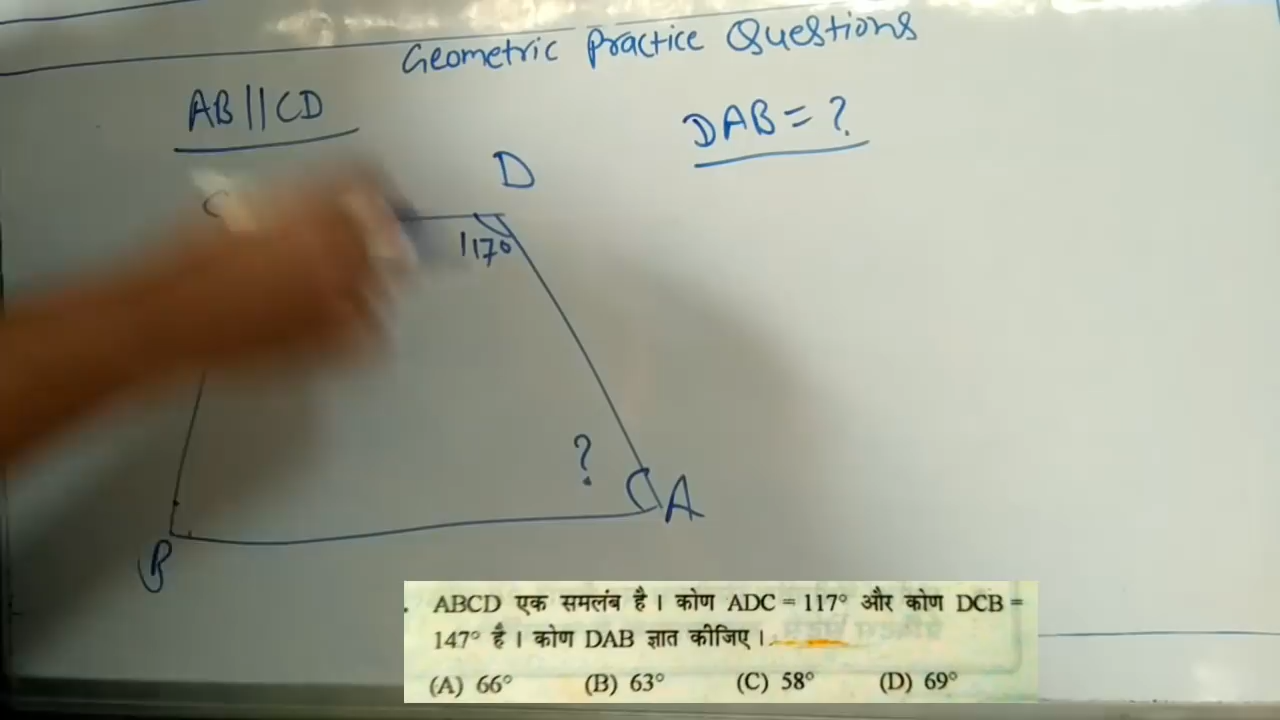 Geometric Practice Questions
AB||CD
DAB = ?
D
C
117°
?
A
B
ABCD एक समलंब है । कोण ADC = 117° और कोण DCB =
147° है । कोण DAB ज्ञात कीजिए ।
(A) 66° (B) 63° (C) 58° (D) 69°